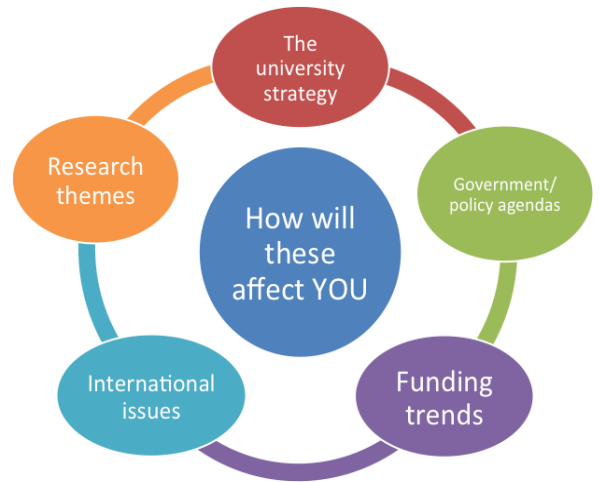 The
university
strategy
Government/
policy agendas
Funding
trends
International
issues
Research
themes
How will
these
affect YOU